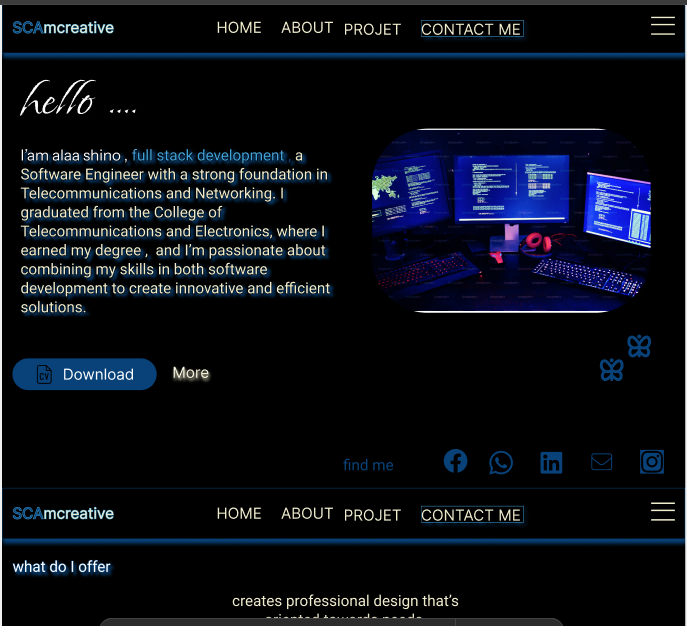 SCAmcreative HOME ABOUT PROJET CONTACT ME
hello ....
I'am alaa shino , full stack development , a
Software Engineer with a strong foundation in
Telecommunications and Networking. I
graduated from the College of
Telecommunications and Electronics, where I
earned my degree , and I'm passionate about
combining my skills in both software
development to create innovative and efficient
solutions.
CV Download More
find me
SCAmcreative HOME ABOUT PROJET CONTACT ME
what do I offer
creates professional design that's
oriented towards needs